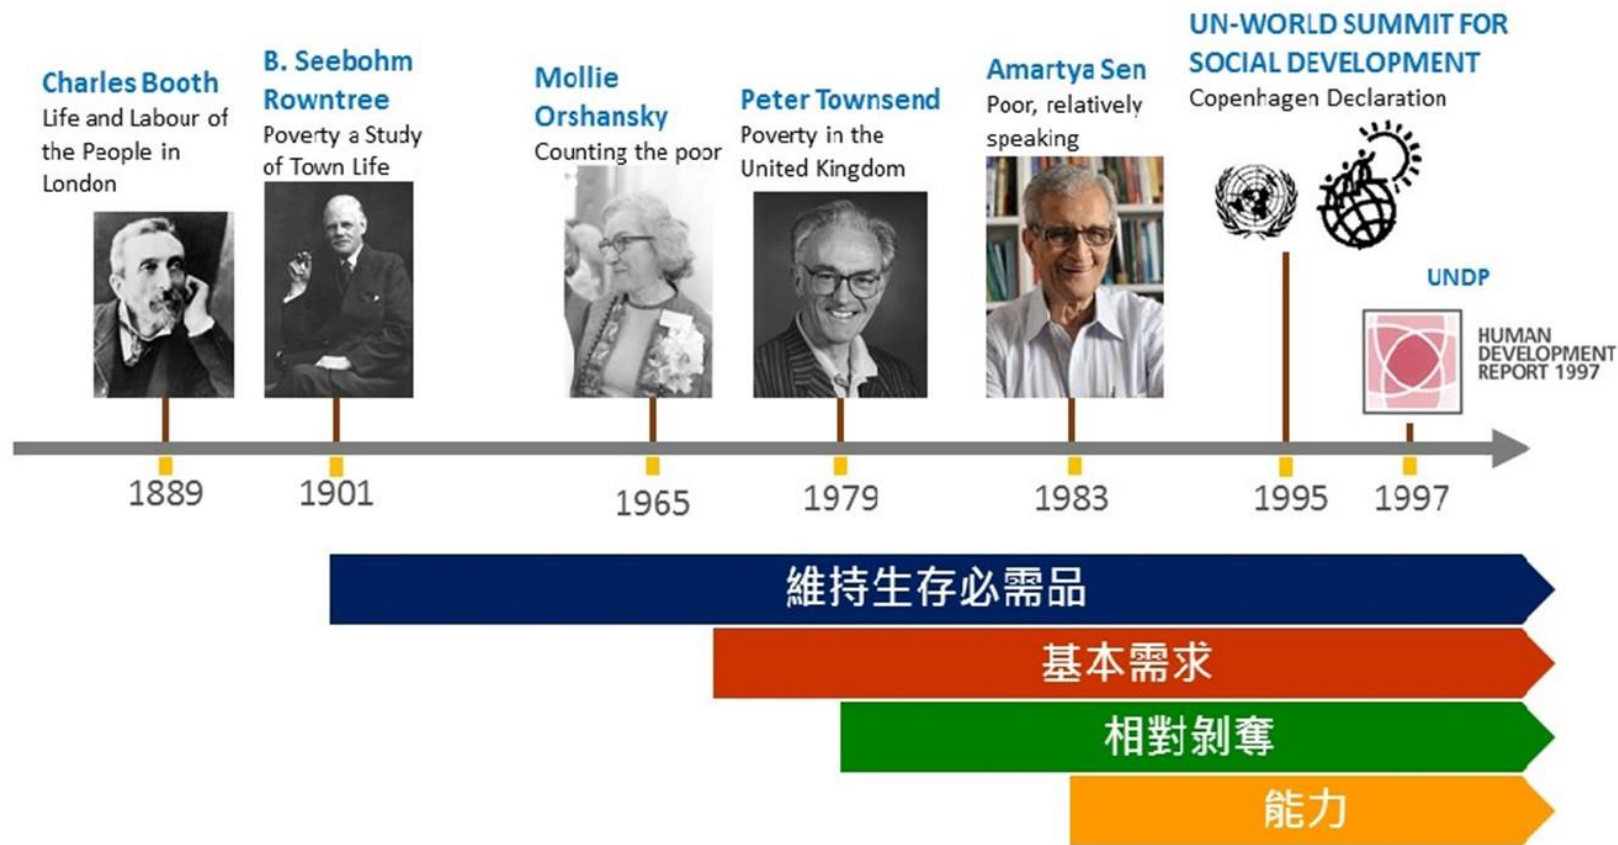 Charles Booth
Life and Labour of
the People in
London
B. Seebohm
Rowntree
Poverty a Study
of Town Life
Mollie
Orshansky
Counting the poor
Peter Townsend
Poverty in the
United Kingdom
Amartya Sen
Poor, relatively
speaking
UN-WORLD SUMMIT FOR
SOCIAL DEVELOPMENT
Copenhagen Declaration
UNDP
HUMAN
DEVELOPMENT
REPORT 1997
1889
1901
1965
1979
1983
1995
1997
維持生存必需品
基本需求
相對剝奪
能力